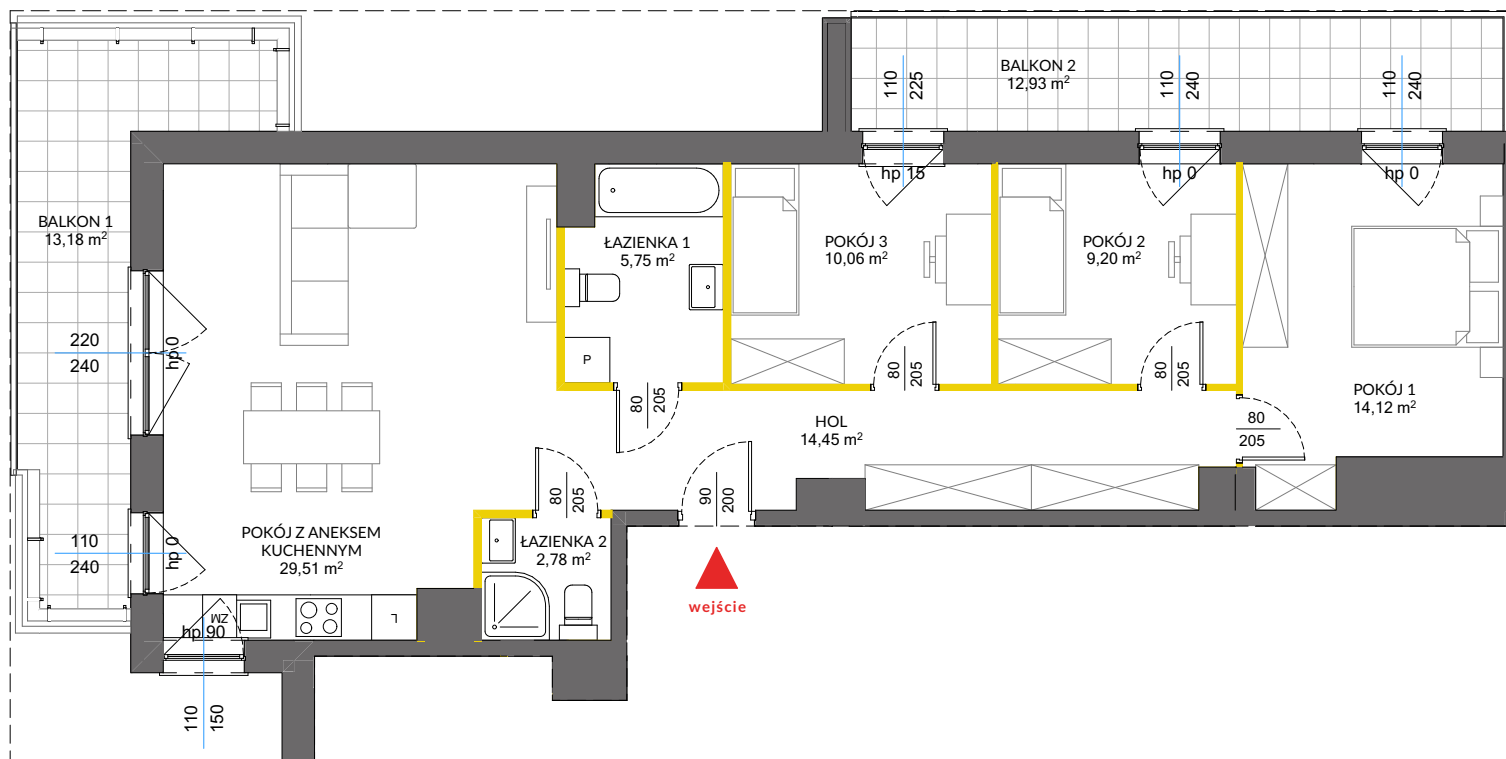 BALKON 2
12,93 m²
110
225
110
240
110
240
hp 15
hp 0
hp 0
BALKON 1
13,18 m²
ŁAZIENKA 1
5,75 m²
POKÓJ 3
10,06 m²
POKÓJ 2
9,20 m²
POKÓJ 1
14,12 m²
220
240
hp 0
P
80
205
80
205
80
205
80
205
HOL
14,45 m²
80
205
90
200
110
240
hp 0
POKÓJ Z ANEKSEM
KUCHENNYM
29,51 m²
ŁAZIENKA 2
2,78 m²
ZM
L
hp 90
wejście
110
150